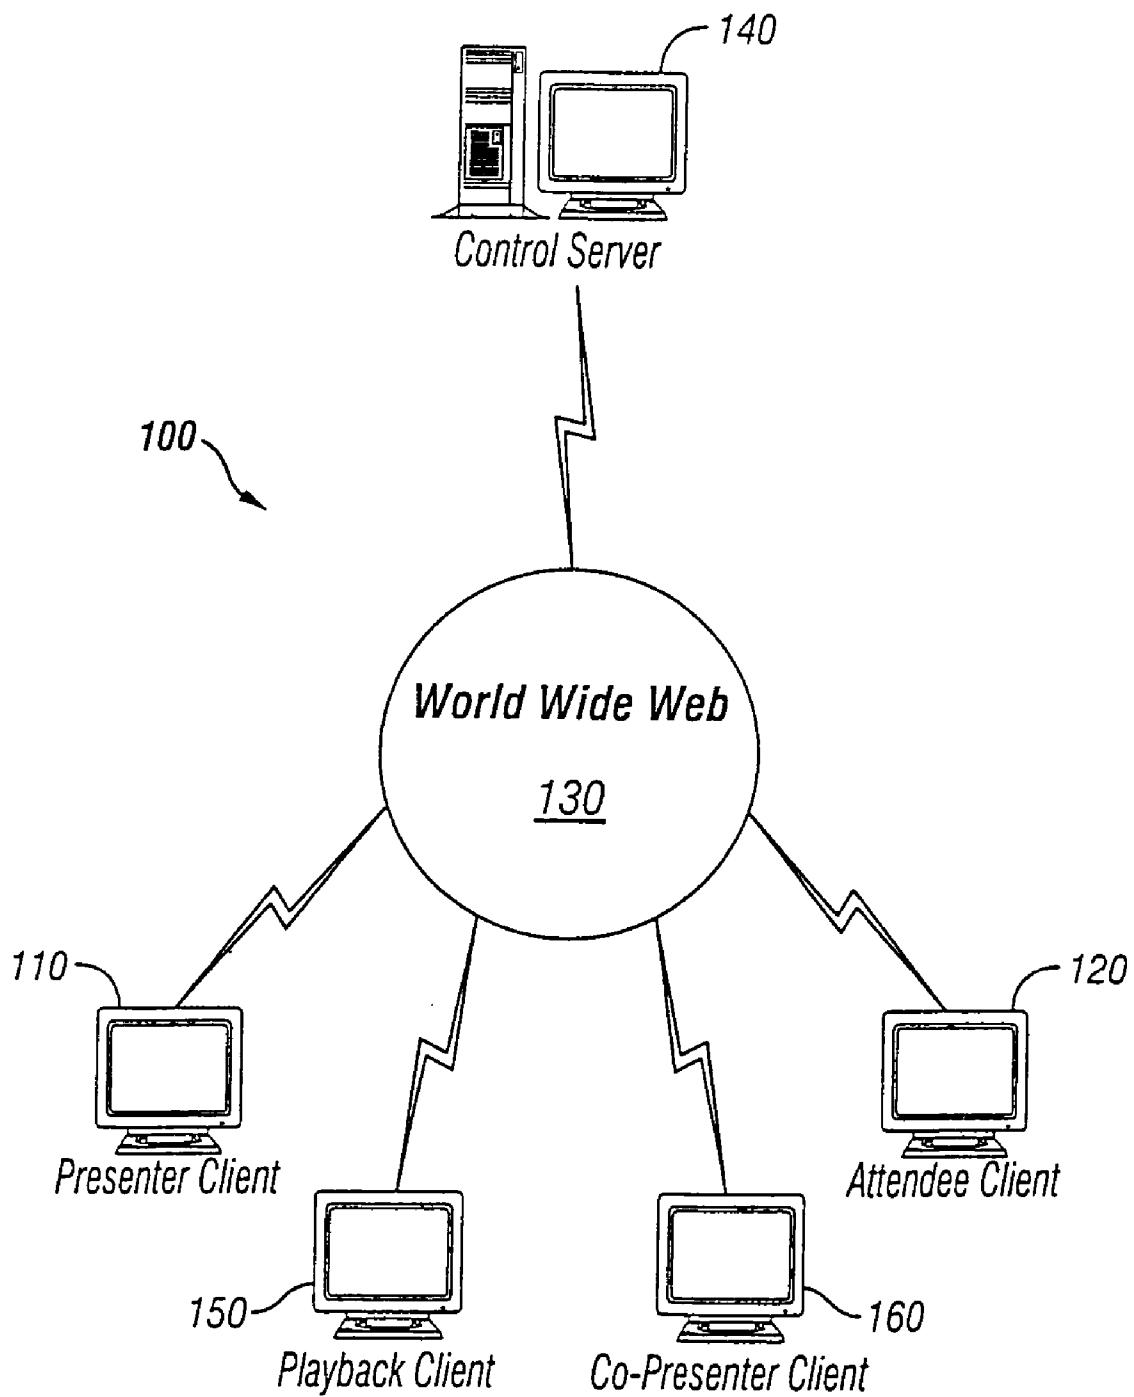 140
Control Server
100
World Wide Web
130
110
120
Presenter Client
Attendee Client
150
160
Playback Client
Co-Presenter Client